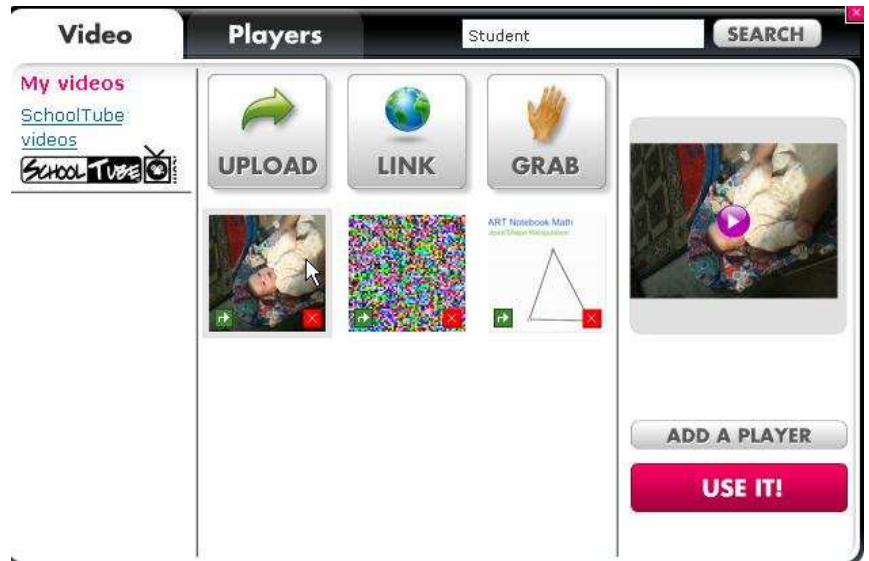 Video
Players
Student
SEARCH
My videos
SchoolTube
videos
SCHOOL TUBE
UPLOAD
LINK
GRAB
ART Notebook Math
ADD A PLAYER
USE IT!